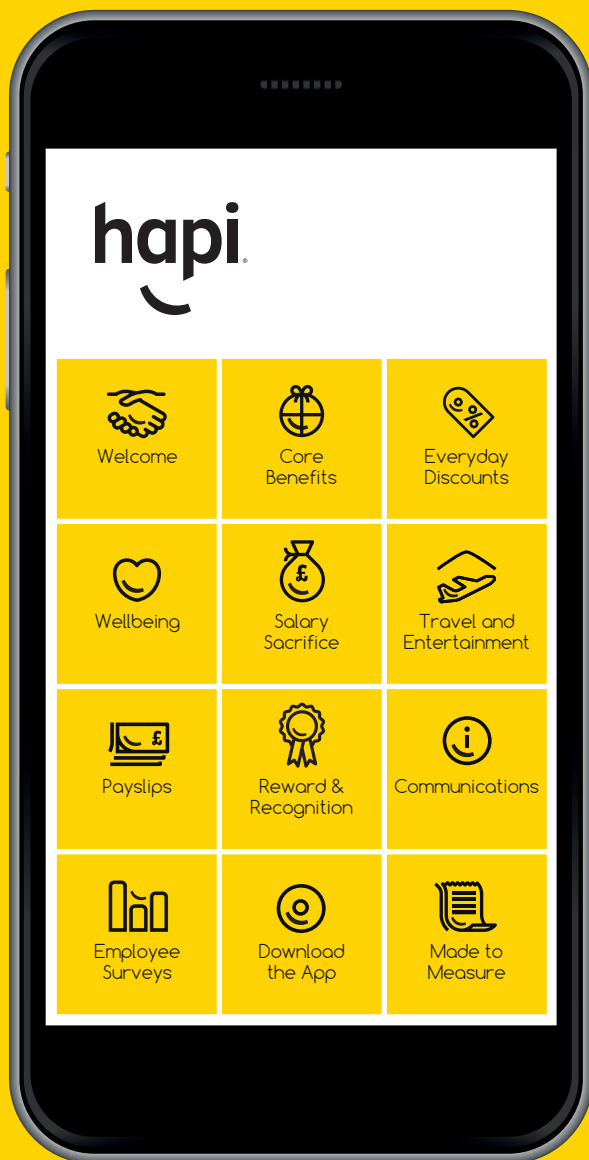 hapi®
Welcome
Core
Benefits
Everyday
Discounts
Wellbeing
£
Salary
Sacrifice
Travel and
Entertainment
£
Payslips
Reward &
Recognition
i
Communications
Employee
Surveys
Download
the App
Made to
Measure